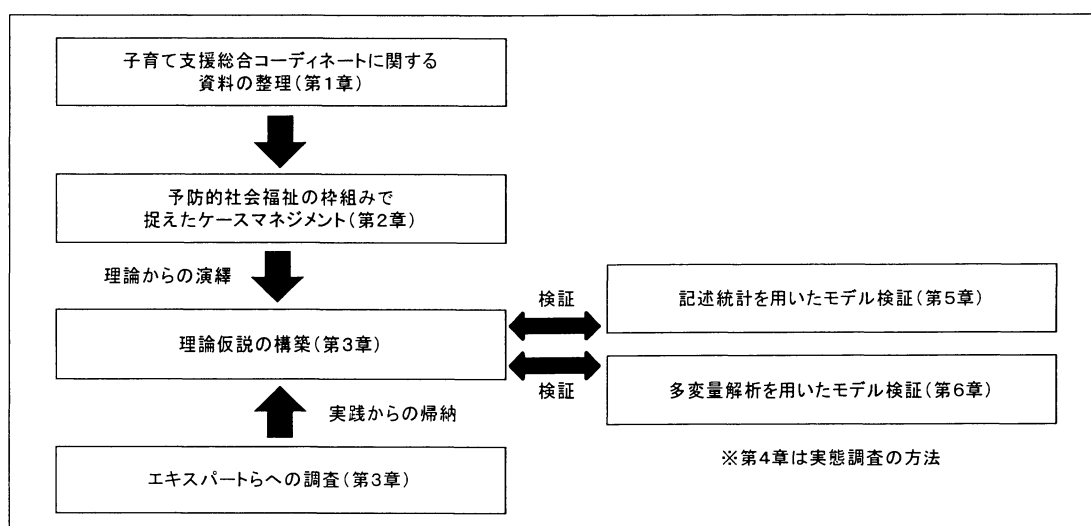 子育て支援総合コーディネートに関する
資料の整理(第1章)
予防的社会福祉の枠組みで
捉えたケースマネジメント(第2章)
理論からの演繹
理論仮説の構築(第3章)
実践からの帰納
エキスパートらへの調査(第3章)
検証
記述統計を用いたモデル検証(第5章)
検証
多変量解析を用いたモデル検証(第6章)
※第4章は実態調査の方法